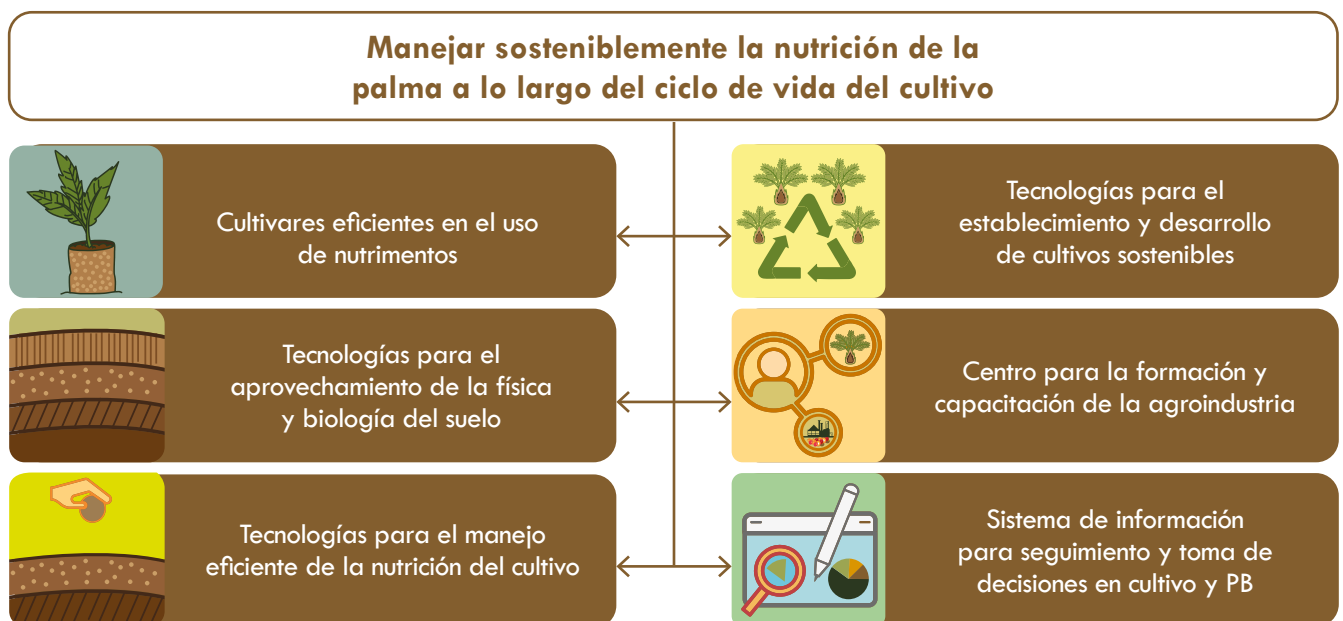 Manejar sosteniblemente la nutrición de la
palma a lo largo del ciclo de vida del cultivo
Cultivares eficientes en el uso
de nutrimentos
Tecnologías para el
establecimiento y desarrollo
de cultivos sostenibles
Tecnologías para el
aprovechamiento de la física
y biología del suelo
Centro para la formación y
capacitación de la agroindustria
Tecnologías para el manejo
eficiente de la nutrición del cultivo
Sistema de información
para seguimiento y toma de
decisiones en cultivo y PB